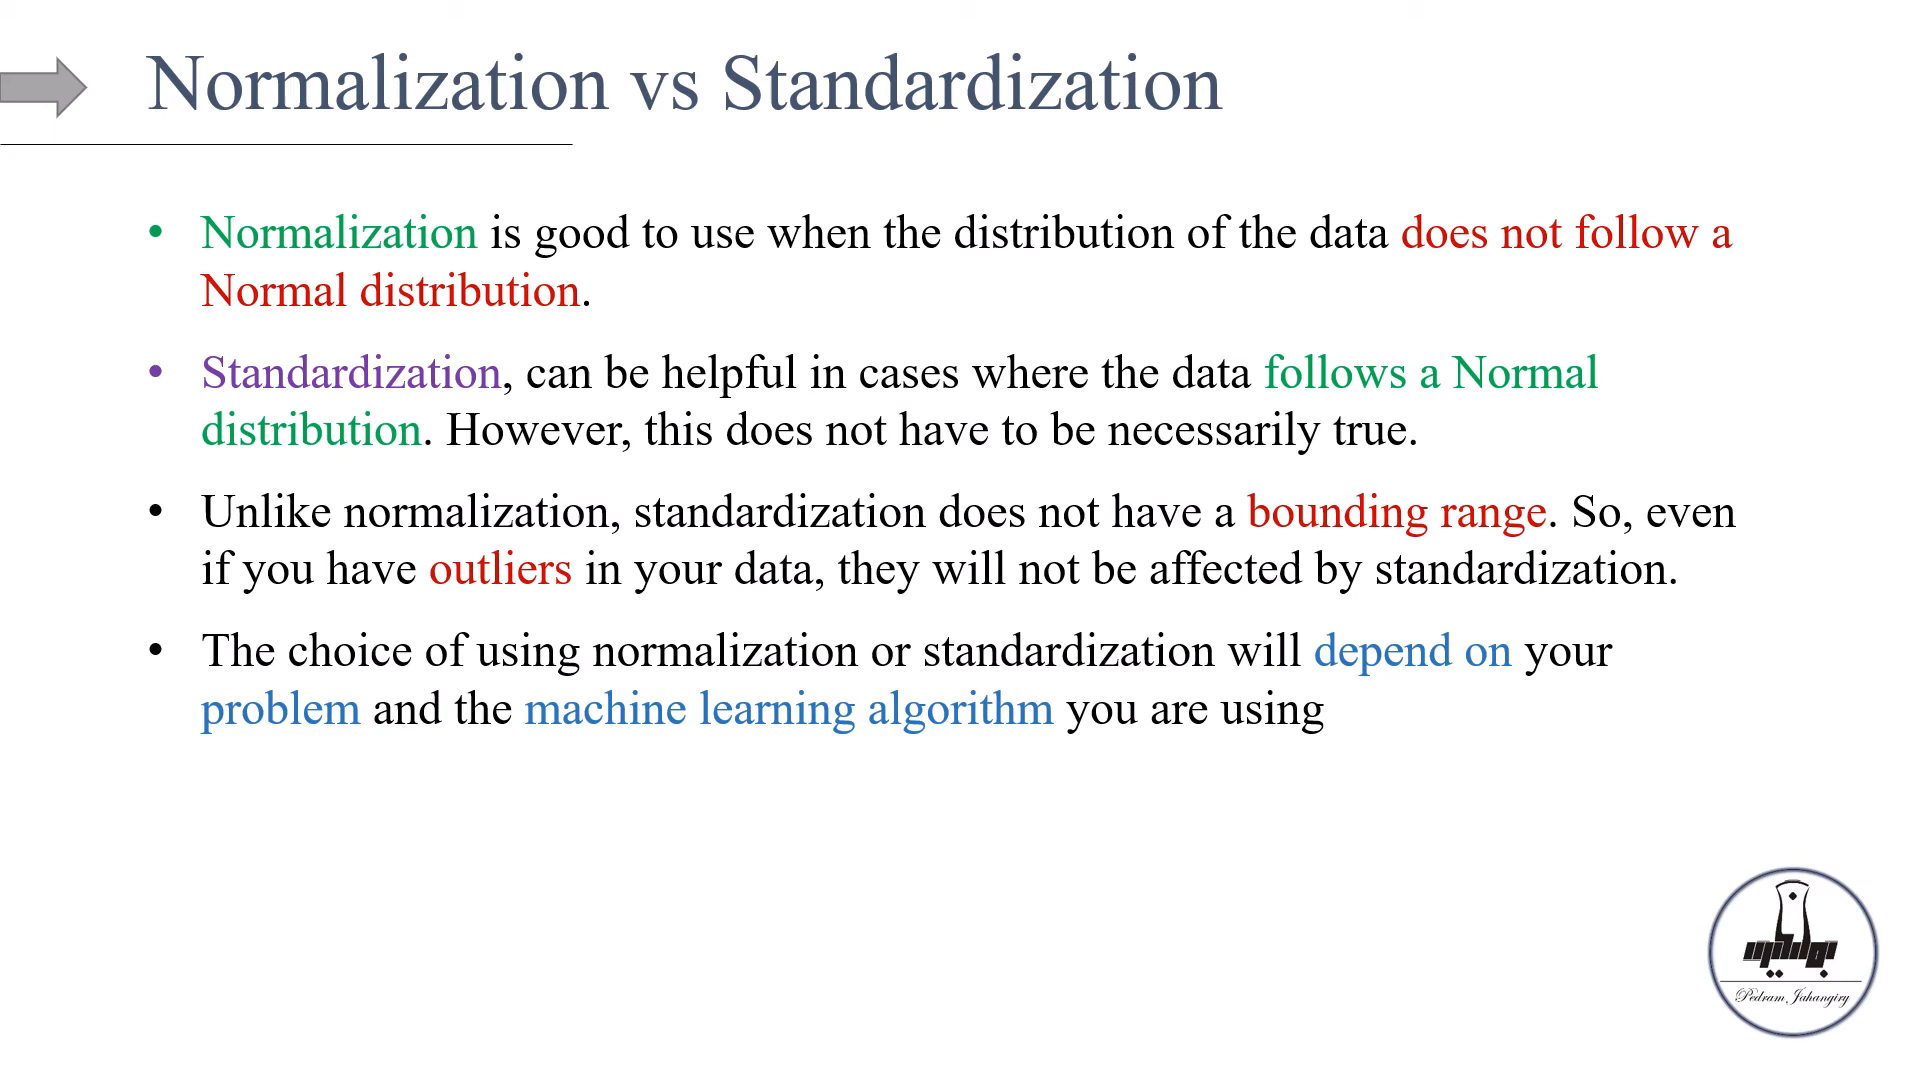 Normalization vs Standardization
• Normalization is good to use when the distribution of the data does not follow a
Normal distribution.
• Standardization, can be helpful in cases where the data follows a Normal
distribution. However, this does not have to be necessarily true.
• Unlike normalization, standardization does not have a bounding range. So, even
if you have outliers in your data, they will not be affected by standardization.
• The choice of using normalization or standardization will depend on your
problem and the machine learning algorithm you are using
Pedram Jahangiry